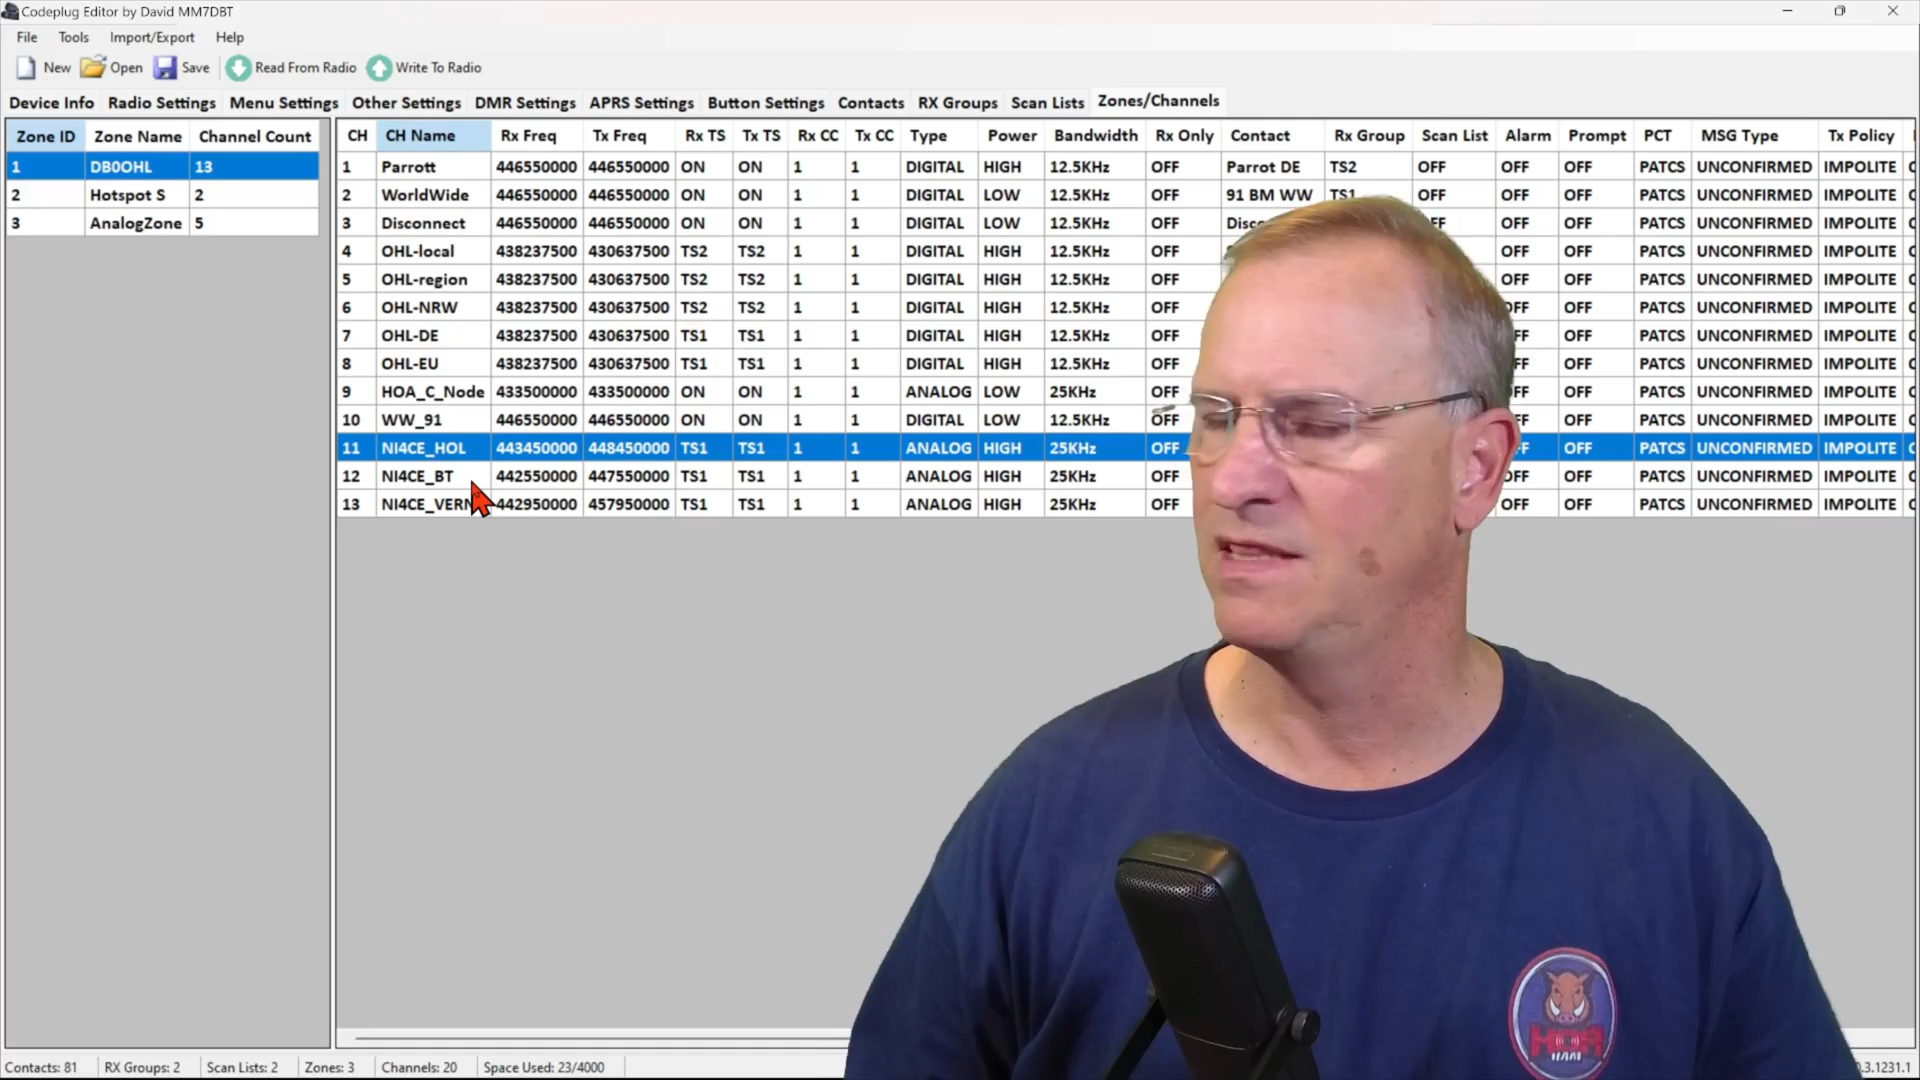 Codeplug Editor by David MM7DBT
File Tools Import/Export Help
New Open Save Read From Radio Write To Radio
Device Info Radio Settings Menu Settings Other Settings DMR Settings APRS Settings Button Settings Contacts RX Groups Scan Lists Zones/Channels
Zone ID Zone Name Channel Count
1 DB0OHL 13
2 Hotspot S 2
3 AnalogZone 5
CH CH Name Rx Freq Tx Freq Rx TS Tx TS Rx CC Tx CC Type Power Bandwidth Rx Only Contact Rx Group Scan List Alarm Prompt PCT MSG Type Tx Policy
1 Parrott 446550000 446550000 ON ON 1 1 DIGITAL HIGH 12.5KHz OFF Parrot DE TS2 OFF OFF OFF PATCS UNCONFIRMED IMPOLITE
2 WorldWide 446550000 446550000 ON ON 1 1 DIGITAL LOW 12.5KHz OFF 91 BM WW TS1 OFF OFF OFF PATCS UNCONFIRMED IMPOLITE
3 Disconnect 446550000 446550000 ON ON 1 1 DIGITAL LOW 12.5KHz OFF OFF OFF PATCS UNCONFIRMED IMPOLITE
4 OHL-local 438237500 430637500 TS2 TS2 1 1 DIGITAL HIGH 12.5KHz OFF OFF OFF PATCS UNCONFIRMED IMPOLITE
5 OHL-region 438237500 430637500 TS2 TS2 1 1 DIGITAL HIGH 12.5KHz OFF OFF OFF PATCS UNCONFIRMED IMPOLITE
6 OHL-NRW 438237500 430637500 TS2 TS2 1 1 DIGITAL HIGH 12.5KHz OFF OFF PATCS UNCONFIRMED IMPOLITE
7 OHL-DE 438237500 430637500 TS1 TS1 1 1 DIGITAL HIGH 12.5KHz OFF OFF PATCS UNCONFIRMED IMPOLITE
8 OHL-EU 438237500 430637500 TS1 TS1 1 1 DIGITAL HIGH 12.5KHz OFF OFF PATCS UNCONFIRMED IMPOLITE
9 HOA_C_Node 433500000 433500000 ON ON 1 1 ANALOG LOW 25KHz OFF OFF PATCS UNCONFIRMED IMPOLITE
10 WW_91 446550000 446550000 ON ON 1 1 DIGITAL LOW 12.5KHz OFF OFF PATCS UNCONFIRMED IMPOLITE
11 NI4CE_HOL 443450000 448450000 TS1 TS1 1 1 ANALOG HIGH 25KHz OFF OFF PATCS UNCONFIRMED IMPOLITE
12 NI4CE_BT 442550000 447550000 TS1 TS1 1 1 ANALOG HIGH 25KHz OFF OFF OFF PATCS UNCONFIRMED IMPOLITE
13 NI4CE_VERN 442950000 457950000 TS1 TS1 1 1 ANALOG HIGH 25KHz OFF OFF OFF PATCS UNCONFIRMED IMPOLITE
HOA
HAM
Contacts: 81 RX Groups: 2 Scan Lists: 2 Zones: 3 Channels: 20 Space Used: 23/4000 .3.1231.1